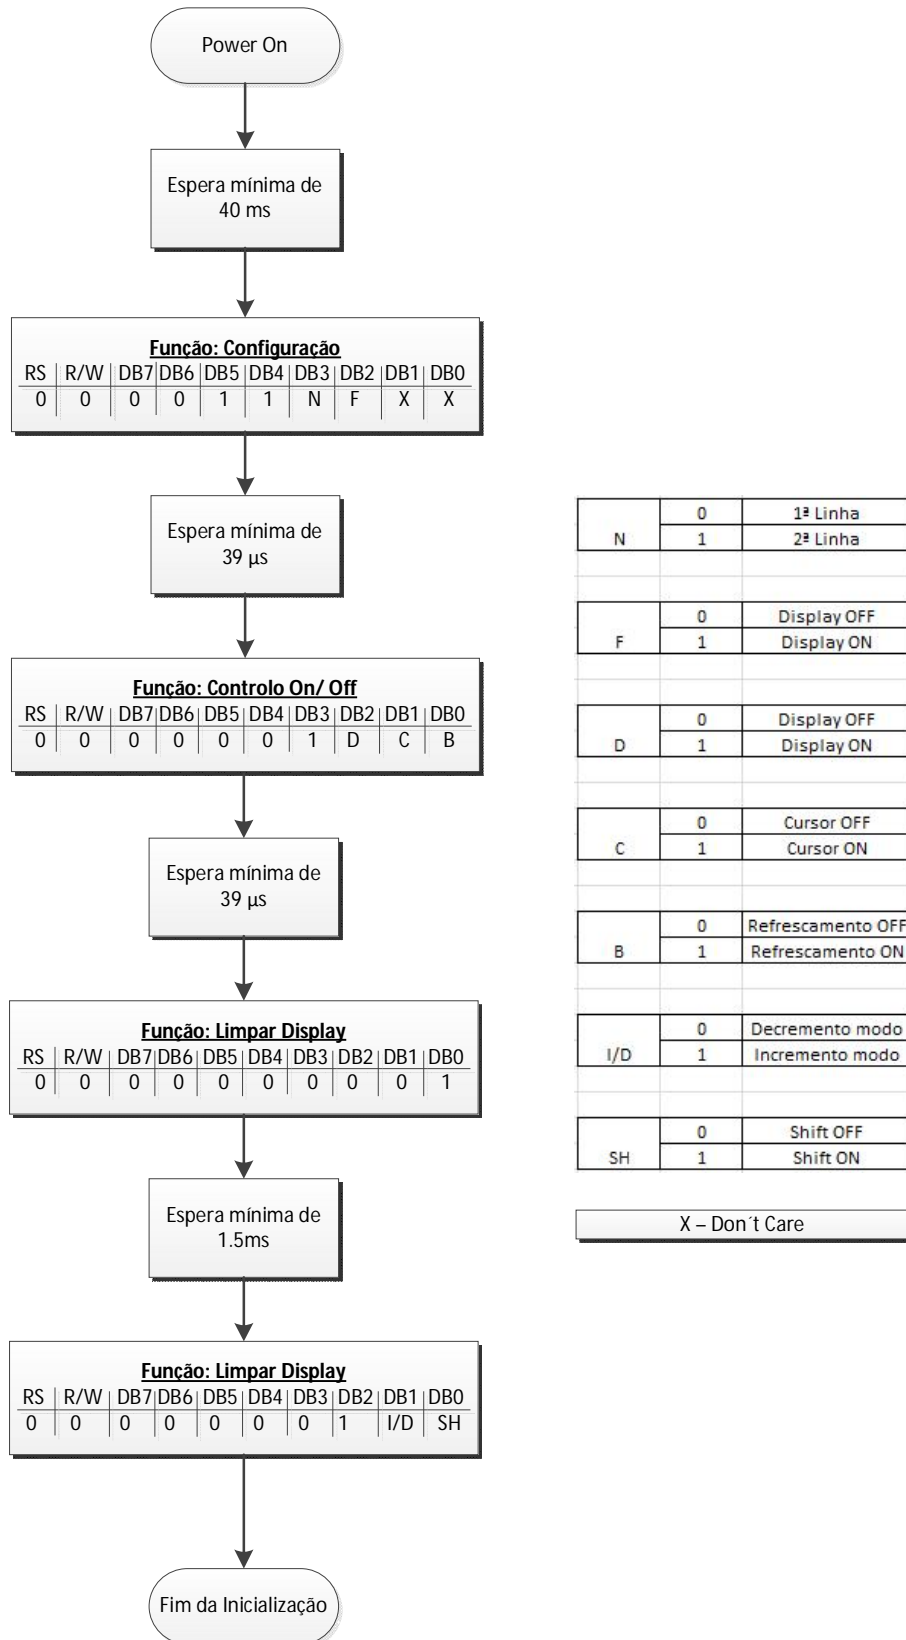 Power On
Espera mínima de
40 ms
Função: Configuração
RS R/W DB7 DB6 DB5 DB4 DB3 DB2 DB1 DB0
0 0 0 0 1 1 N F X X
Espera mínima de
39 µs
Função: Controlo On/ Off
RS R/W DB7 DB6 DB5 DB4 DB3 DB2 DB1 DB0
0 0 0 0 0 0 1 D C B
Espera mínima de
39 µs
Função: Limpar Display
RS R/W DB7 DB6 DB5 DB4 DB3 DB2 DB1 DB0
0 0 0 0 0 0 0 0 0 1
Espera mínima de
1.5ms
Função: Limpar Display
RS R/W DB7 DB6 DB5 DB4 DB3 DB2 DB1 DB0
0 0 0 0 0 0 0 1 I/D SH
Fim da Inicialização
0 1ª Linha
N 1 2ª Linha
0 Display OFF
F 1 Display ON
0 Display OFF
D 1 Display ON
0 Cursor OFF
C 1 Cursor ON
0 Refrescamento OFF
B 1 Refrescamento ON
0 Decremento modo
I/D 1 Incremento modo
0 Shift OFF
SH 1 Shift ON
X – Don´t Care